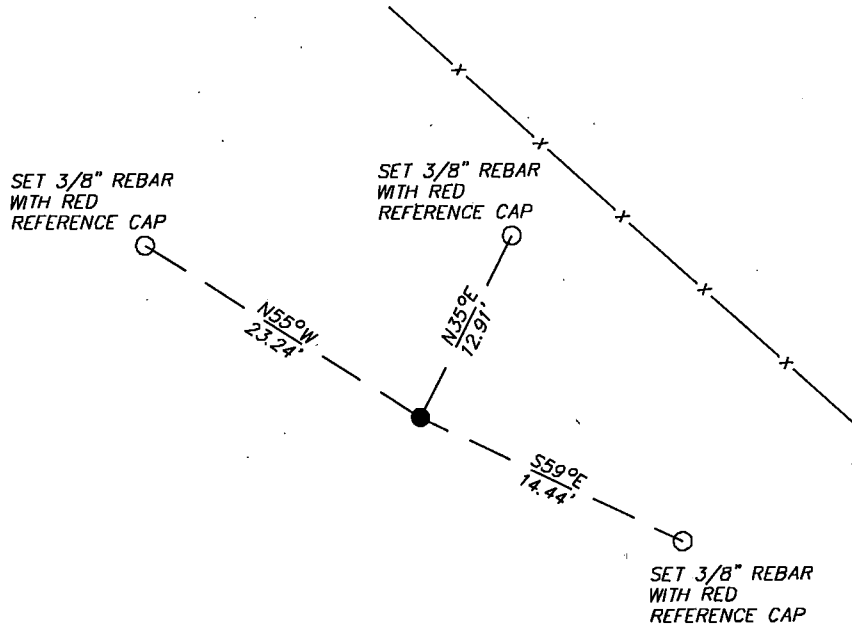 SET 3/8" REBAR
WITH RED
REFERENCE CAP
SET 3/8" REBAR
WITH RED
REFERENCE CAP
N55°W
23.24'
N35°E
12.91'
S59°E
14.44'
SET 3/8" REBAR
WITH RED
REFERENCE CAP